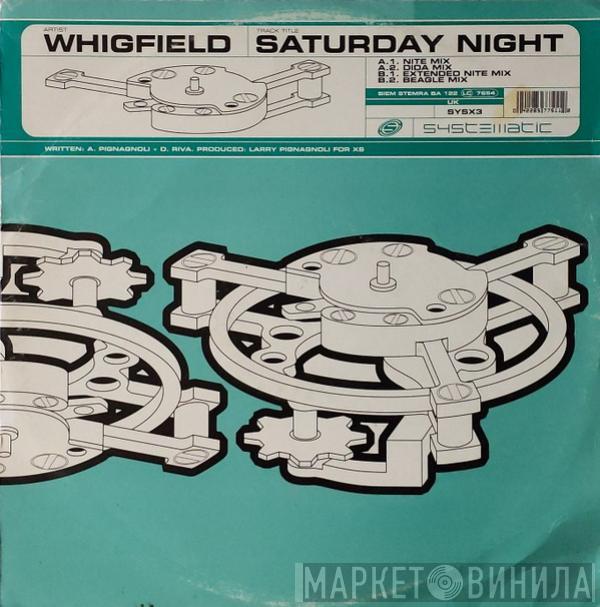 ARTIST
WHIGFIELD
TRACK TITLE
SATURDAY NIGHT
A.1. NITE MIX
A.2. DIDA MIX
B.1. EXTENDED NITE MIX
B.2. BEAGLE MIX
BIEM STEMRA BA 122 LC 7654
UK
SYSX3
SYSTEMATIC
WRITTEN: A. PIGNAGNOLI - D. RIVA. PRODUCED: LARRY PIGNAGNOLI FOR XS
МАРКЕТ ВИНИЛА